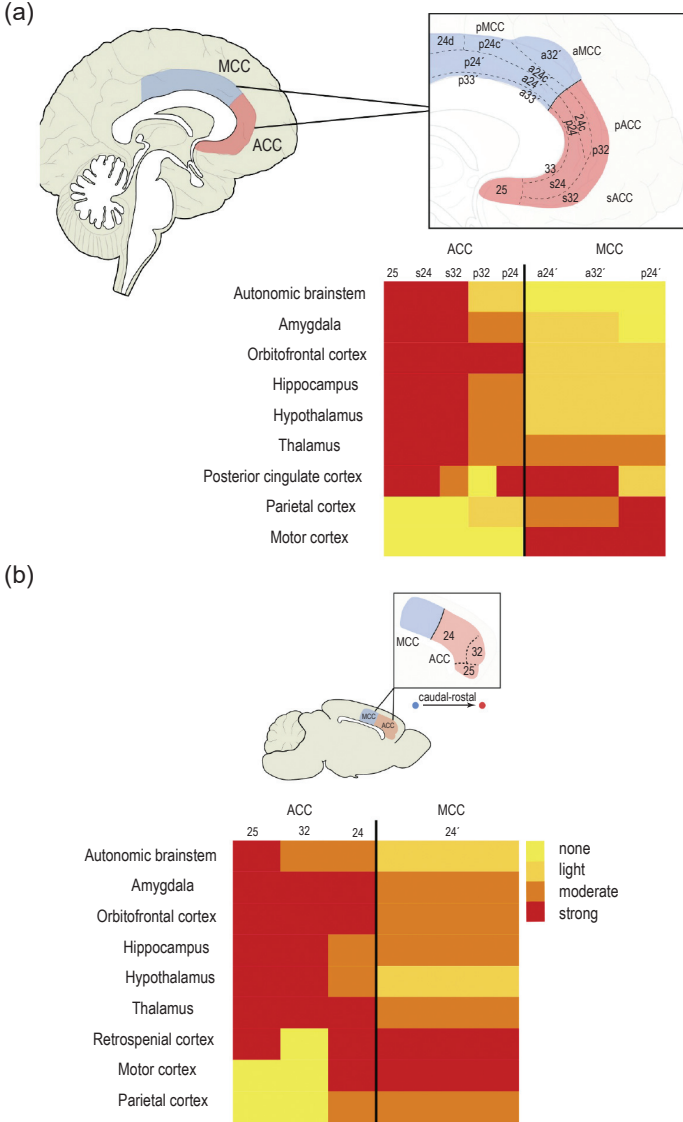 (a)
MCC
ACC
pMCC
24d
p24c´
a32´
aMCC
p24´
a24c´
a24´
p33´
a33´
24c
p24
pACC
p32
33
s24
25
s32
sACC
ACC MCC
25 s24 s32 p32 p24 a24´ a32´ p24´
Autonomic brainstem
Amygdala
Orbitofrontal cortex
Hippocampus
Hypothalamus
Thalamus
Posterior cingulate cortex
Parietal cortex
Motor cortex
(b)
MCC
24
32
ACC
25
caudal-rostal
MCC
ACC
ACC MCC
25 32 24 24´
Autonomic brainstem
Amygdala
Orbitofrontal cortex
Hippocampus
Hypothalamus
Thalamus
Retrospenial cortex
Motor cortex
Parietal cortex
none
light
moderate
strong